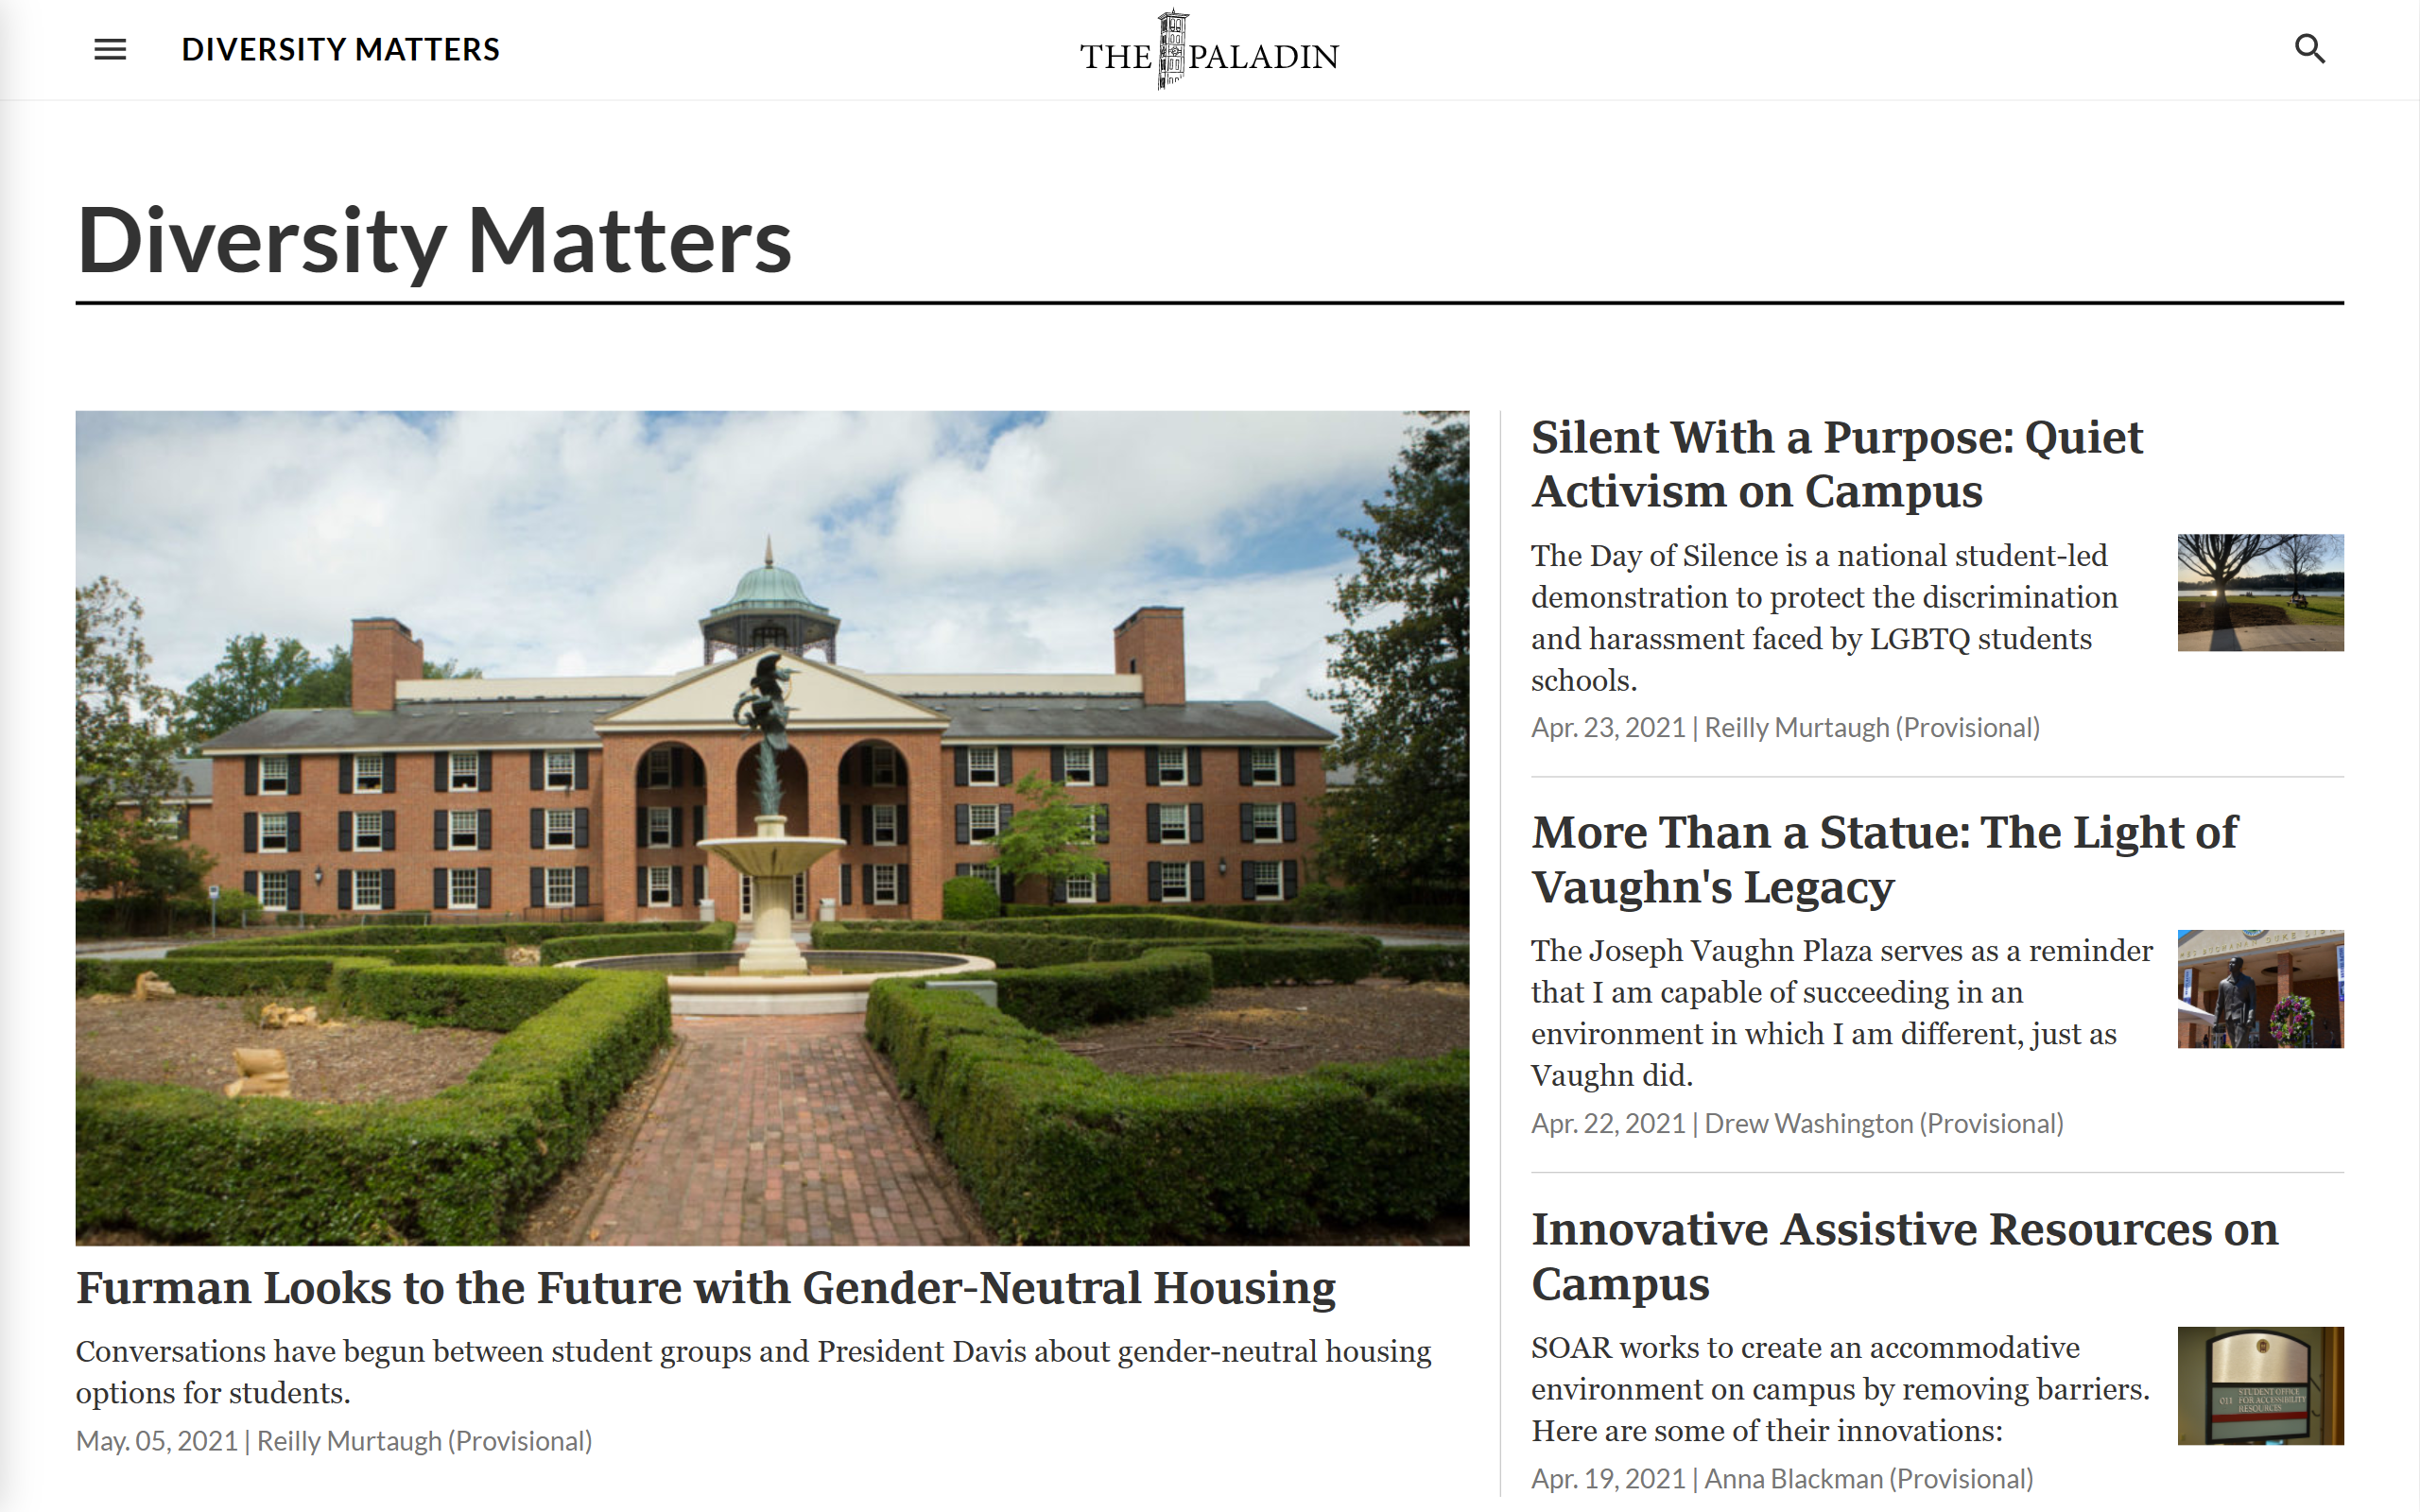 DIVERSITY MATTERS
THE PALADIN
Diversity Matters
Furman Looks to the Future with Gender-Neutral Housing
Conversations have begun between student groups and President Davis about gender-neutral housing
options for students.
May. 05, 2021 | Reilly Murtaugh (Provisional)
Silent With a Purpose: Quiet
Activism on Campus
The Day of Silence is a national student-led
demonstration to protect the discrimination
and harassment faced by LGBTQ students
schools.
Apr. 23, 2021 | Reilly Murtaugh (Provisional)
More Than a Statue: The Light of
Vaughn's Legacy
The Joseph Vaughn Plaza serves as a reminder
that I am capable of succeeding in an
environment in which I am different, just as
Vaughn did.
Apr. 22, 2021 | Drew Washington (Provisional)
Innovative Assistive Resources on
Campus
SOAR works to create an accommodative
environment on campus by removing barriers.
Here are some of their innovations:
Apr. 19, 2021 | Anna Blackman (Provisional)
011 STUDENT OFFICE
FOR ACCESSIBILITY
RESOURCES